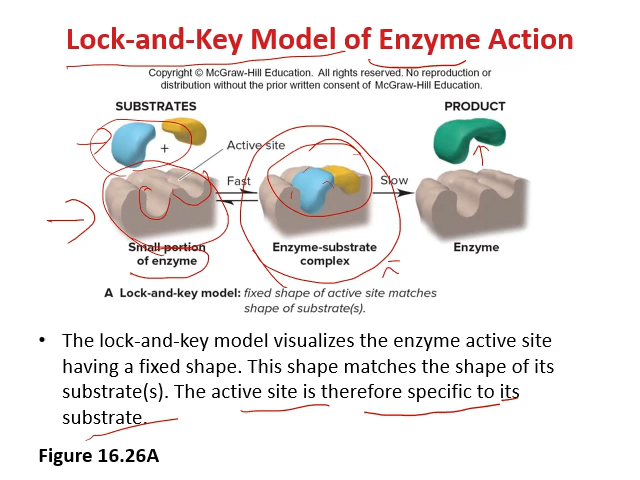 Lock-and-Key Model of Enzyme Action
Copyright © McGraw-Hill Education. All rights reserved. No reproduction or
distribution without the prior written consent of McGraw-Hill Education.
SUBSTRATES
PRODUCT
+
Active site
Fast
Slow
Small portion
of enzyme
Enzyme-substrate
complex
Enzyme
A Lock-and-key model: fixed shape of active site matches
shape of substrate(s).
• The lock-and-key model visualizes the enzyme active site
having a fixed shape. This shape matches the shape of its
substrate(s). The active site is therefore specific to its
substrate.
Figure 16.26A